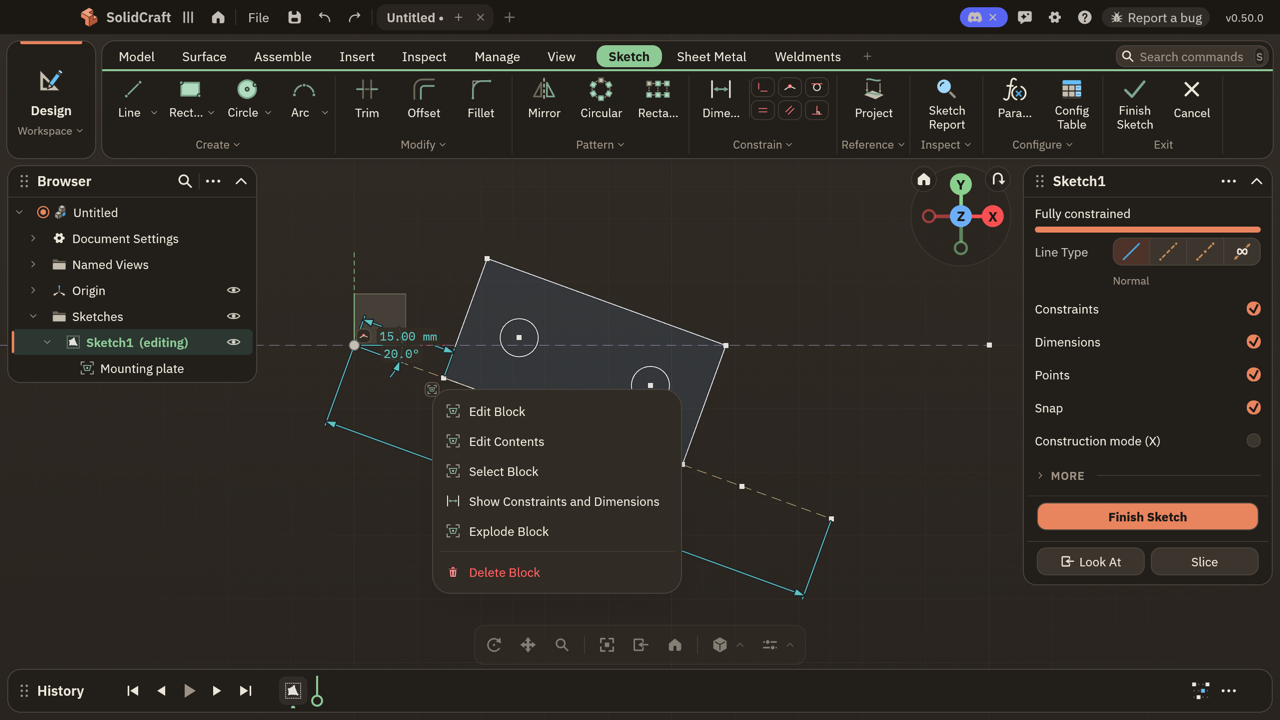 SolidCraft
File
Untitled •
Report a bug
v0.50.0
Design
Workspace
Model
Surface
Assemble
Insert
Inspect
Manage
View
Sketch
Sheet Metal
Weldments
Search commands
S
Line
Rect...
Circle
Arc
Create
Trim
Offset
Fillet
Modify
Mirror
Circular
Recta...
Pattern
Dime...
Constrain
Project
Reference
Sketch
Report
Inspect
Para...
Config
Table
Configure
Finish
Sketch
Cancel
Exit
Browser
Untitled
Document Settings
Named Views
Origin
Sketches
Sketch1 (editing)
Mounting plate
15.00 mm
20.0°
Edit Block
Edit Contents
Select Block
Show Constraints and Dimensions
Explode Block
Delete Block
Y
Z
X
Sketch1
Fully constrained
Line Type
Normal
Constraints
Dimensions
Points
Snap
Construction mode (X)
MORE
Finish Sketch
Look At
Slice
History